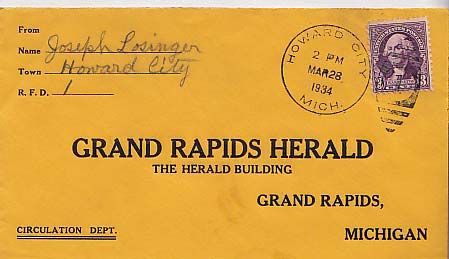 From
Name Joseph Losinger
Town Howard City
R. F. D. 1
HOWARD CITY
2 PM
MAR 28
1934
MICH.
3 3
GRAND RAPIDS HERALD
THE HERALD BUILDING
GRAND RAPIDS,
CIRCULATION DEPT.
MICHIGAN